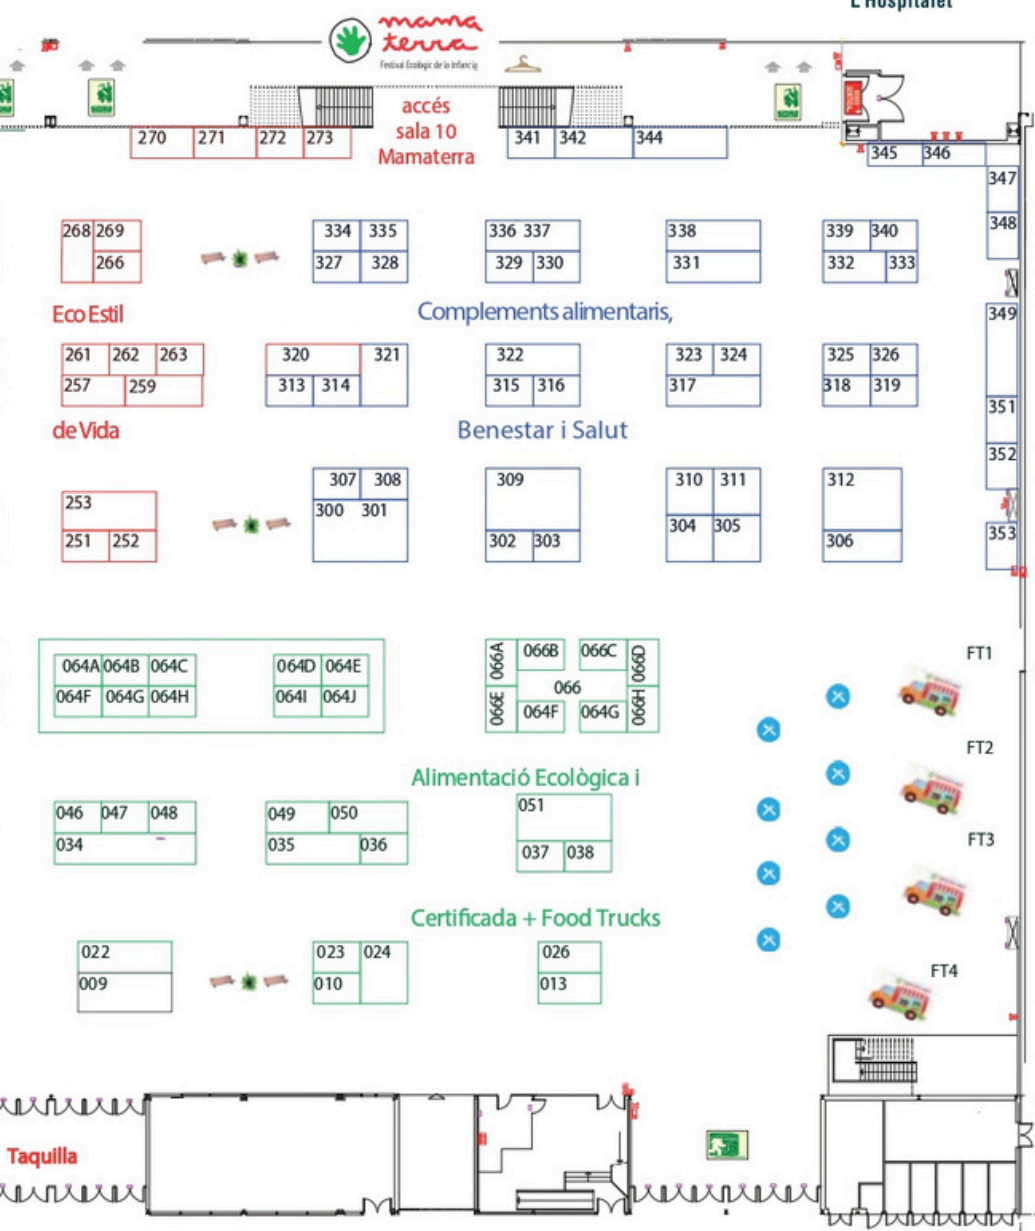 L'Hospitalet
mama
terra
Festival Ecològic de la Infància
accés
sala 10
Mamaterra
270 271 272 273
341 342 344
345 346
347
348
268 269
266
334 335
327 328
336 337
329 330
338
331
339 340
332 333
Eco Estil
Complements alimentaris,
349
261 262 263
257 259
320 321
313 314
322
315 316
323 324
317
325 326
318 319
351
de Vida
Benestar i Salut
352
253
251 252
307 308
300 301
309
302 303
310 311
304 305
312
306
353
064A 064B 064C
064F 064G 064H
064D 064E
064I 064J
066A 066B 066C 066D
066
066E 064F 064G 066H
FT1
FT2
Alimentació Ecològica i
046 047 048
034
049 050
035 036
051
037 038
FT3
Certificada + Food Trucks
022
009
023 024
010
026
013
FT4
Taquilla